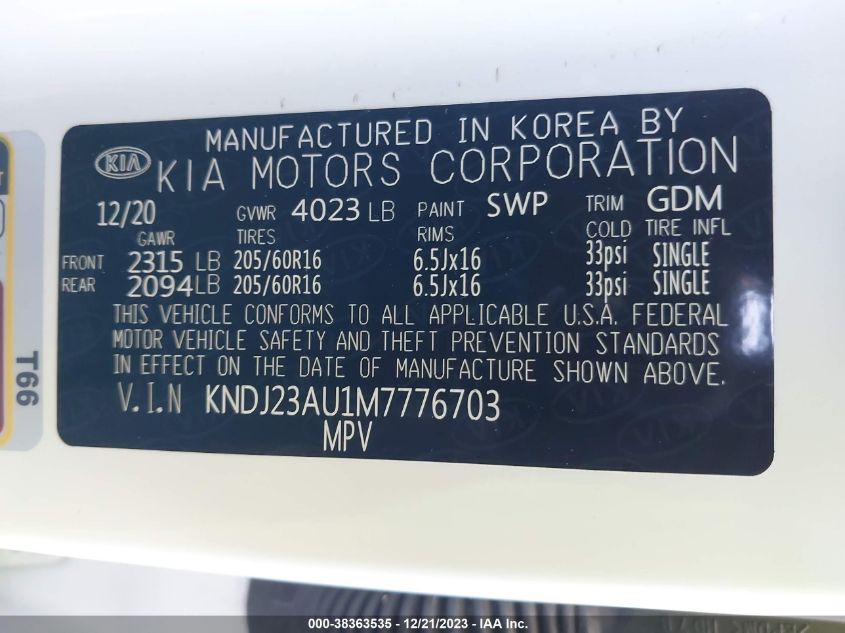 MANUFACTURED IN KOREA BY
KIA KIA MOTORS CORPORATION
12/20 GVWR 4023 LB PAINT SWP TRIM GDM
GAWR TIRES RIMS COLD TIRE INFL
FRONT 2315 LB 205/60R16 6.5Jx16 33psi SINGLE
REAR 2094 LB 205/60R16 6.5Jx16 33psi SINGLE
THIS VEHICLE CONFORMS TO ALL APPLICABLE U.S.A. FEDERAL
MOTOR VEHICLE SAFETY AND THEFT PREVENTION STANDARDS
IN EFFECT ON THE DATE OF MANUFACTURE SHOWN ABOVE.
V.I.N KNDJ23AU1M7776703
MPV
T66
000-38363535 - 12/21/2023 - IAA Inc.